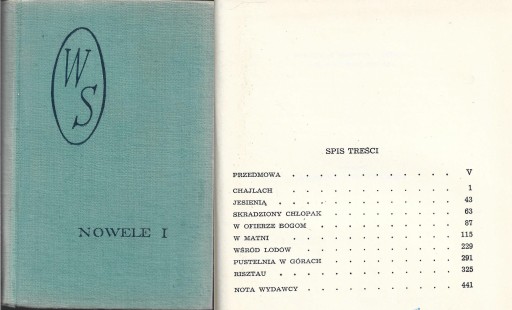 W
S
NOWELE I
SPIS TREŚCI
PRZEDMOWA . . . . . . . . . . . . V
CHAJLACH . . . . . . . . . . . . 1
JESIENIĄ . . . . . . . . . . . . 43
SKRADZIONY CHŁOPAK . . . . . . . . . 63
W OFIERZE BOGOM . . . . . . . . . . 87
W MATNI . . . . . . . . . . . . 115
WŚRÓD LODÓW . . . . . . . . . . . 229
PUSTELNIA W GÓRACH . . . . . . . . . 291
RISZTAU . . . . . . . . . . . . 325
NOTA WYDAWCY . . . . . . . . . . 441